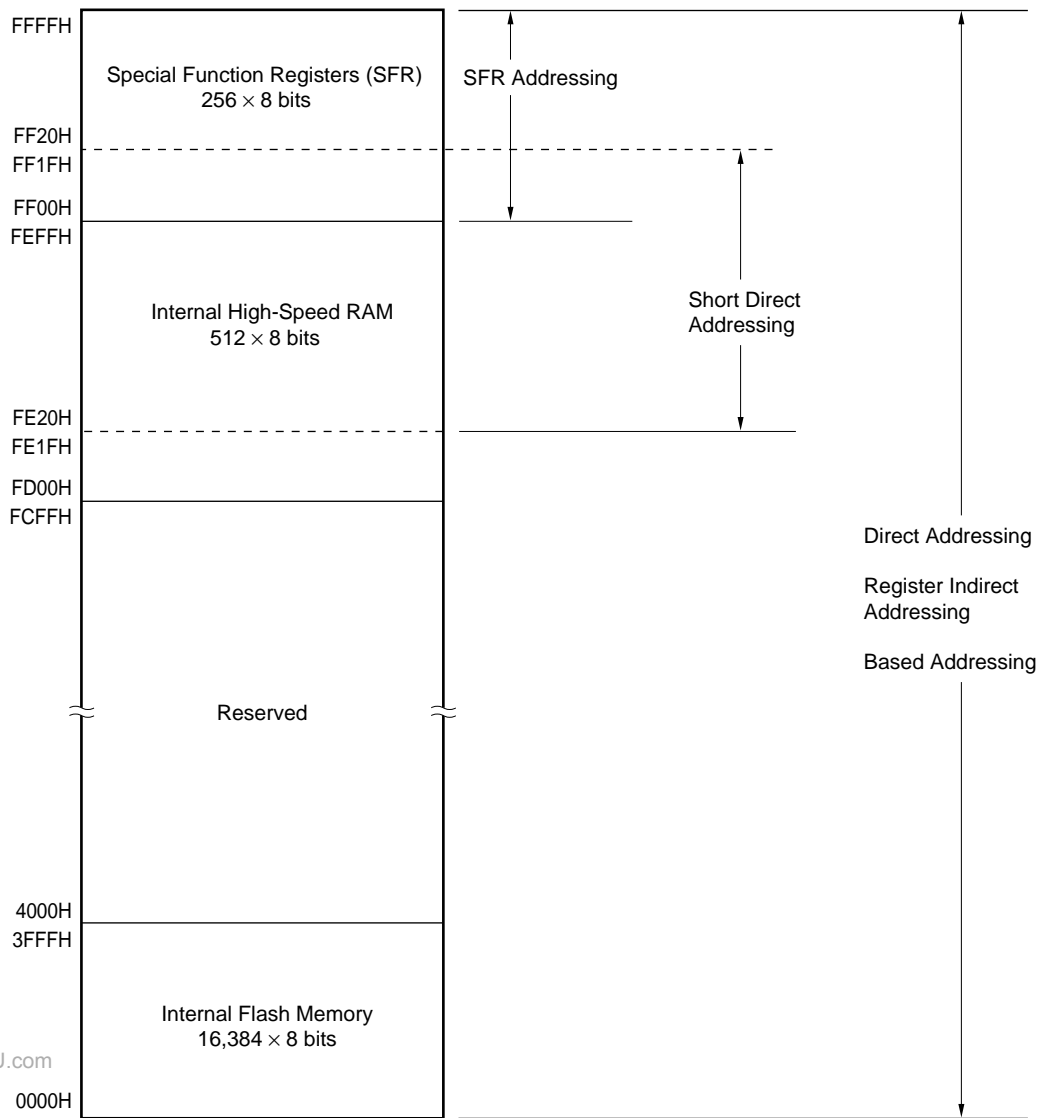 FFFFH
Special Function Registers (SFR)
256 × 8 bits
SFR Addressing
FF20H
FF1FH
FF00H
FEFFH
Internal High-Speed RAM
512 × 8 bits
Short Direct
Addressing
FE20H
FE1FH
FD00H
FCFFH
Direct Addressing
Register Indirect
Addressing
Based Addressing
Reserved
4000H
3FFFH
Internal Flash Memory
16,384 × 8 bits
U.com
0000H